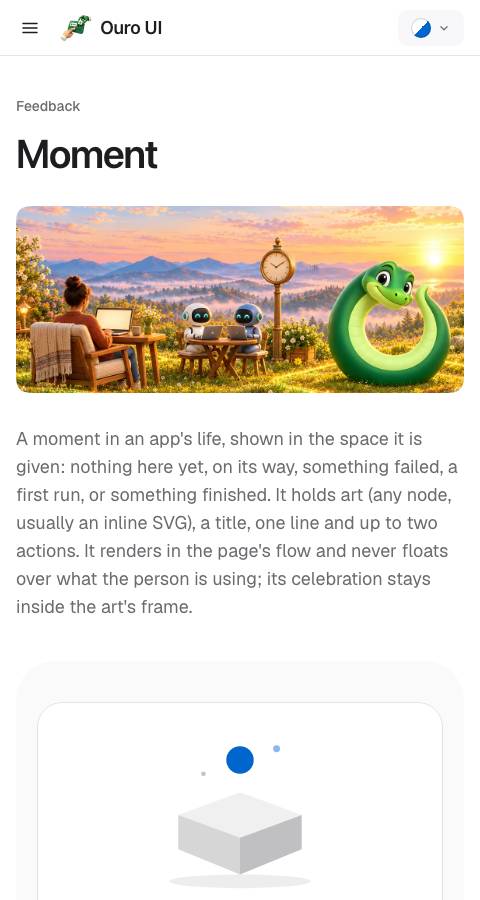 Ouro UI
Feedback
Moment
A moment in an app's life, shown in the space it is
given: nothing here yet, on its way, something failed, a
first run, or something finished. It holds art (any node,
usually an inline SVG), a title, one line and up to two
actions. It renders in the page's flow and never floats
over what the person is using; its celebration stays
inside the art's frame.